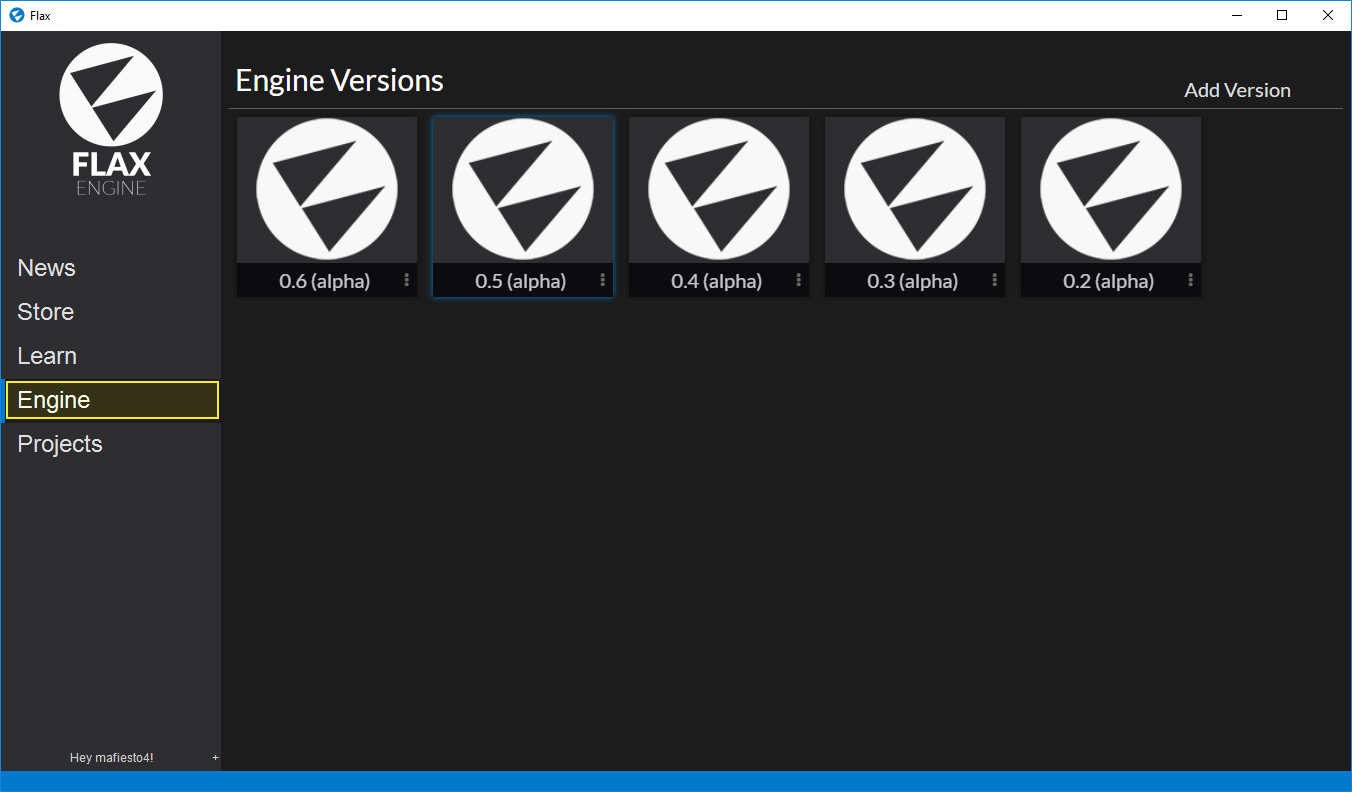 Flax
FLAX
ENGINE
News
Store
Learn
Engine
Projects
Hey mafiesto4!
+
Engine Versions
Add Version
0.6 (alpha)
0.5 (alpha)
0.4 (alpha)
0.3 (alpha)
0.2 (alpha)